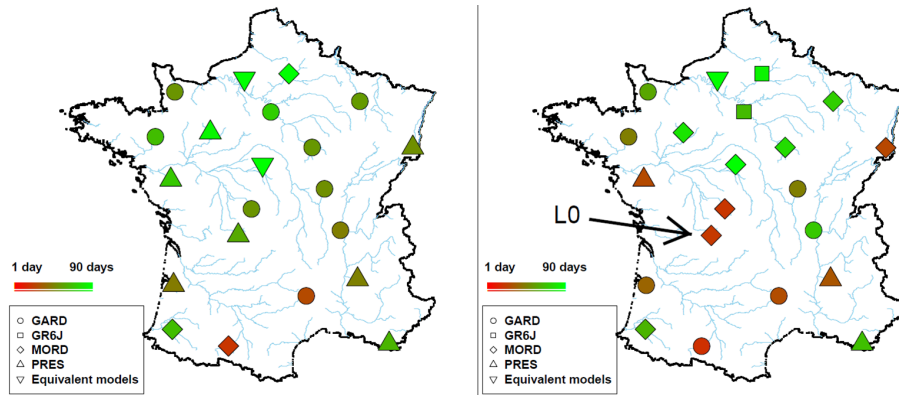 1 day 90 days
GARD
GR6J
MORD
PRES
Equivalent models
L0
1 day 90 days
GARD
GR6J
MORD
PRES
Equivalent models